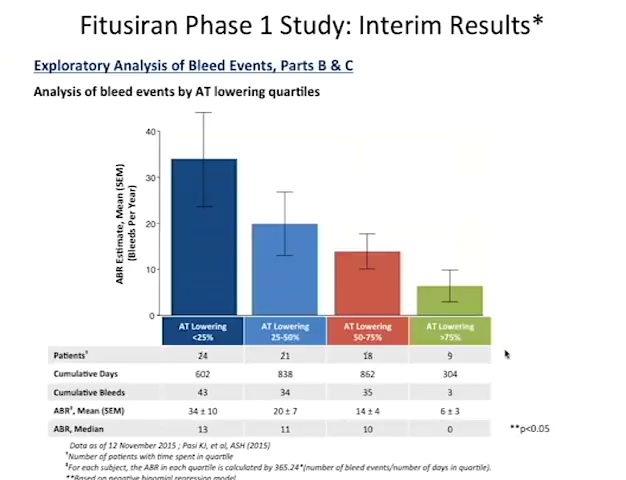 Fitusiran Phase 1 Study: Interim Results*
Exploratory Analysis of Bleed Events, Parts B & C
Analysis of bleed events by AT lowering quartiles
ABR Estimate, Mean (SEM)
(Bleeds Per Year)
40
30
20
10
0
AT Lowering <25% AT Lowering 25-50% AT Lowering 50-75% AT Lowering >75%
Patients† 24 21 18 9
Cumulative Days 602 838 862 304
Cumulative Bleeds 43 34 35 3
ABR‡, Mean (SEM) 34 ± 10 20 ± 7 14 ± 4 6 ± 3
ABR, Median 13 11 10 0 **p<0.05
Data as of 12 November 2015 ; Pasi KJ, et al, ASH (2015)
†Number of patients with time spent in quartile
‡For each subject, the ABR in each quartile is calculated by 365.24*(number of bleed events/number of days in quartile).
**Based on negative binomial regression model